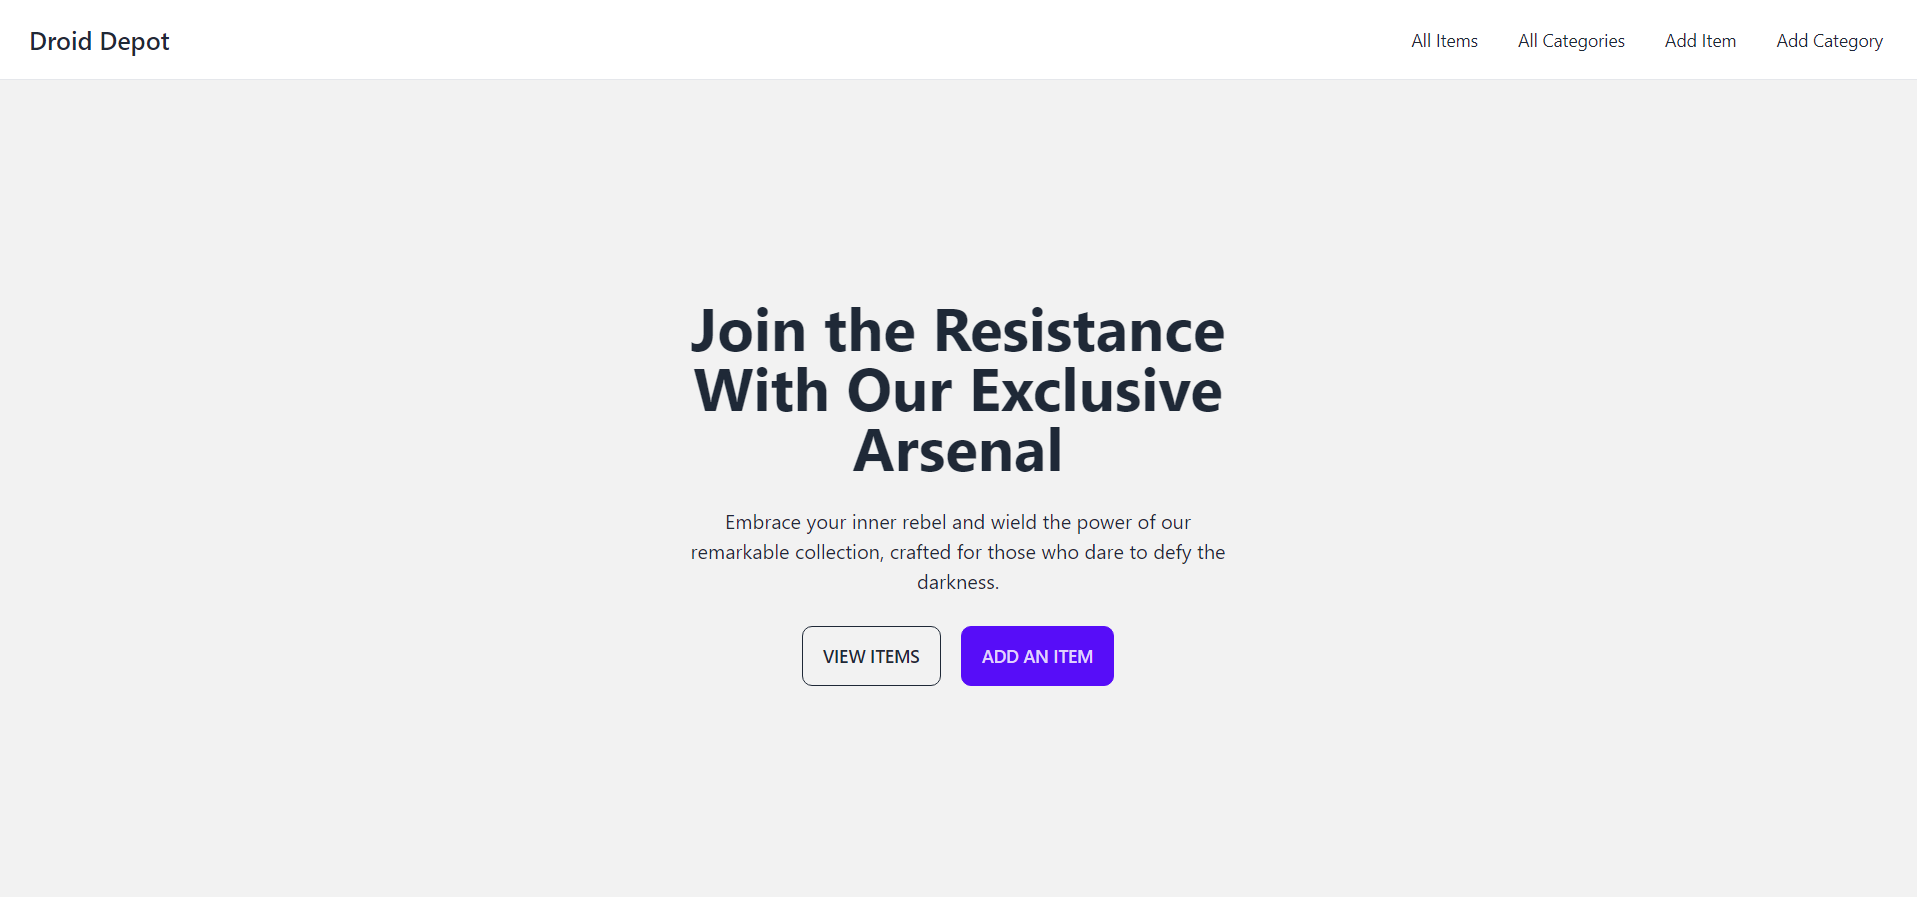 Droid Depot
All Items
All Categories
Add Item
Add Category
Join the Resistance
With Our Exclusive
Arsenal
Embrace your inner rebel and wield the power of our
remarkable collection, crafted for those who dare to defy the
darkness.
VIEW ITEMS
ADD AN ITEM